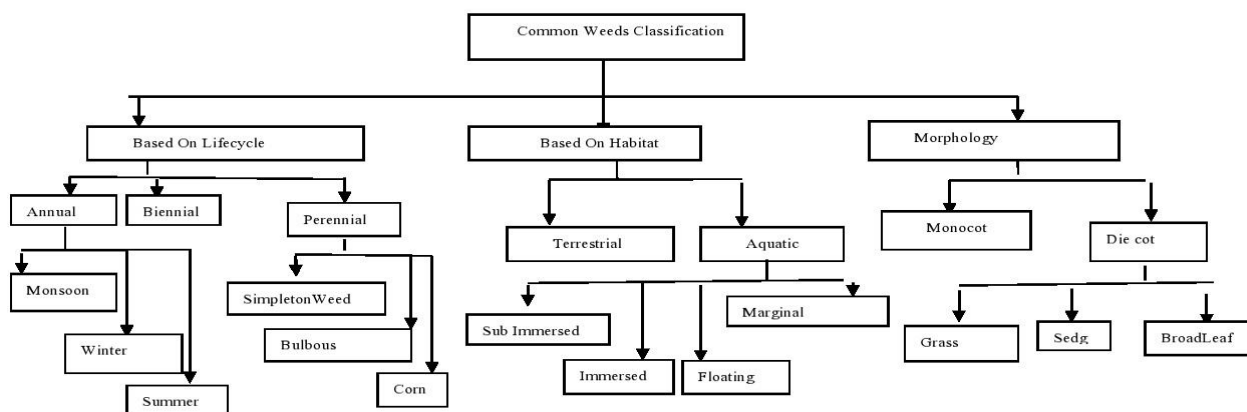 Common Weeds Classification
Based On Lifecycle
Based On Habitat
Morphology
Annual
Biennial
Perennial
Terrestrial
Aquatic
Monocot
Die cot
Monsoon
SimpletonWeed
Sub Immersed
Marginal
Grass
Sedg
BroadLeaf
Winter
Bulbous
Immersed
Floating
Summer
Corn